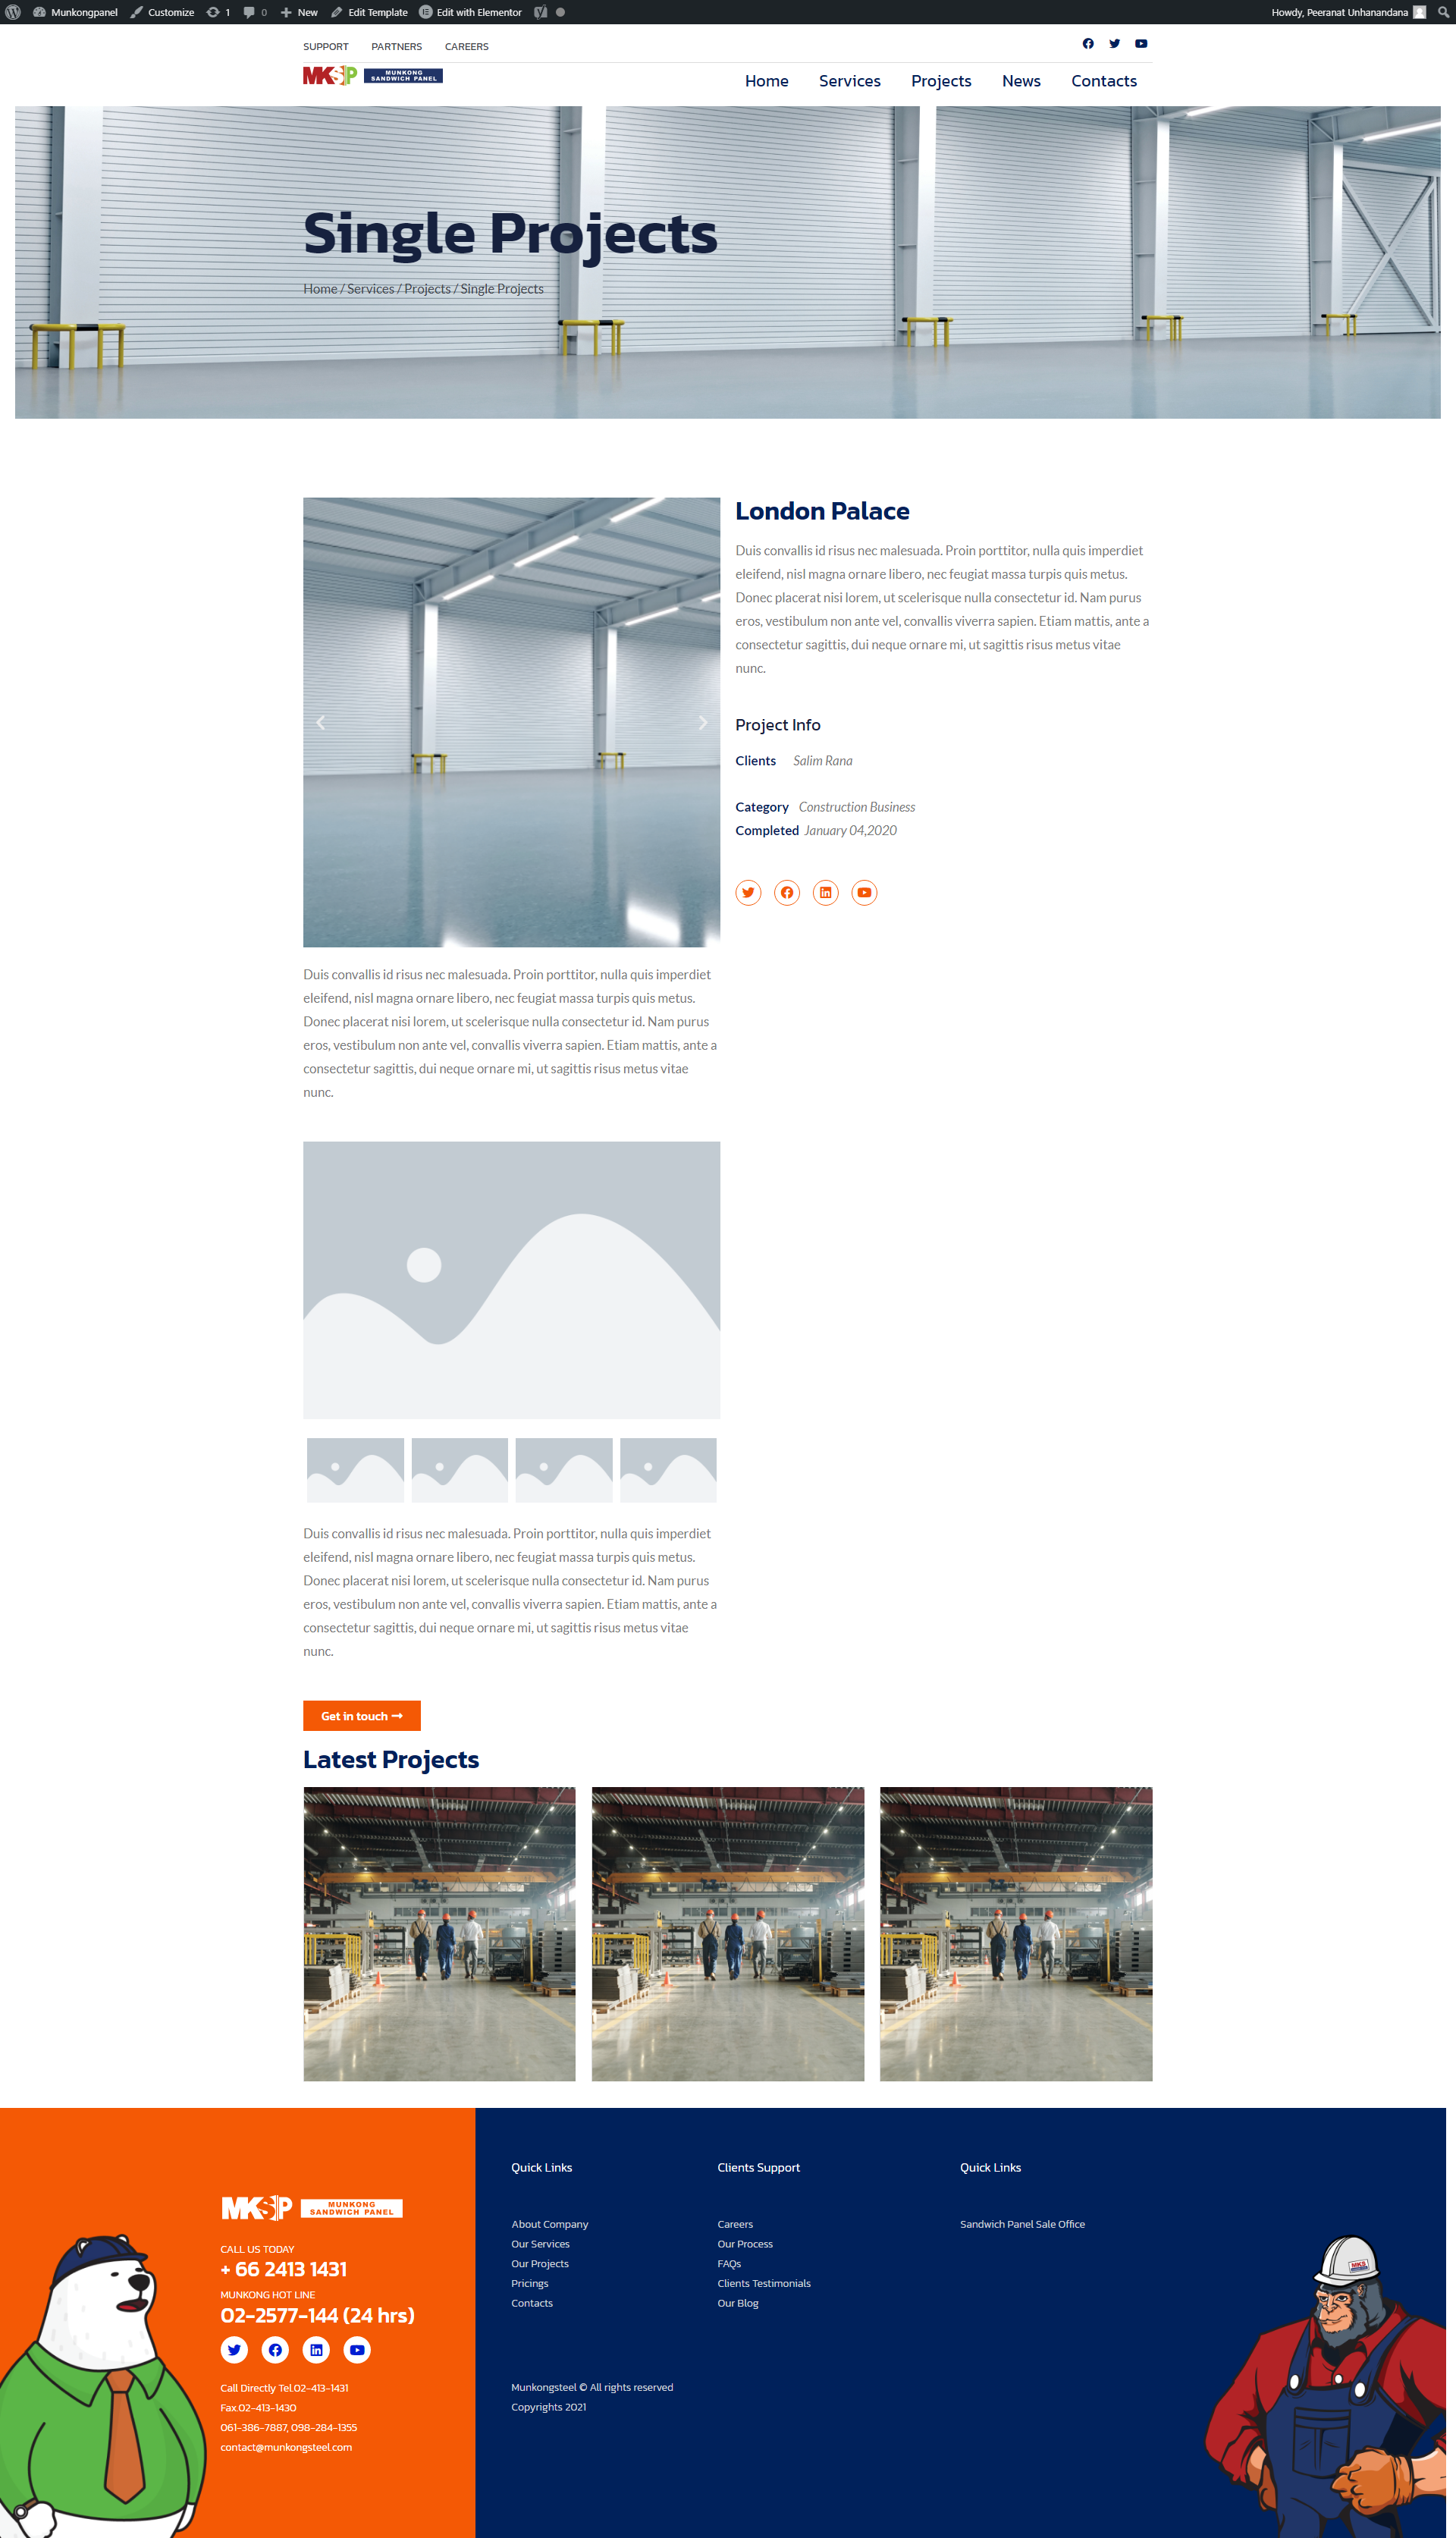 Munkongpanel Customize 1 0 New Edit Template Edit with Elementor Howdy, Peeranat Unhanandana
SUPPORT PARTNERS CAREERS
MKSP MUNKONG SANDWICH PANEL
Home Services Projects News Contacts
Single Projects
Home / Services / Projects / Single Projects
London Palace
Duis convallis id risus nec malesuada. Proin porttitor, nulla quis imperdiet
eleifend, nisl magna ornare libero, nec feugiat massa turpis quis metus.
Donec placerat nisi lorem, ut scelerisque nulla consectetur id. Nam purus
eros, vestibulum non ante vel, convallis viverra sapien. Etiam mattis, ante a
consectetur sagittis, dui neque ornare mi, ut sagittis risus metus vitae
nunc.
Project Info
Clients Salim Rana
Category Construction Business
Completed January 04,2020
Duis convallis id risus nec malesuada. Proin porttitor, nulla quis imperdiet
eleifend, nisl magna ornare libero, nec feugiat massa turpis quis metus.
Donec placerat nisi lorem, ut scelerisque nulla consectetur id. Nam purus
eros, vestibulum non ante vel, convallis viverra sapien. Etiam mattis, ante a
consectetur sagittis, dui neque ornare mi, ut sagittis risus metus vitae
nunc.
Duis convallis id risus nec malesuada. Proin porttitor, nulla quis imperdiet
eleifend, nisl magna ornare libero, nec feugiat massa turpis quis metus.
Donec placerat nisi lorem, ut scelerisque nulla consectetur id. Nam purus
eros, vestibulum non ante vel, convallis viverra sapien. Etiam mattis, ante a
consectetur sagittis, dui neque ornare mi, ut sagittis risus metus vitae
nunc.
Get in touch →
Latest Projects
MKSP MUNKONG SANDWICH PANEL
CALL US TODAY
+ 66 2413 1431
MUNKONG HOT LINE
02-2577-144 (24 hrs)
Call Directly Tel.02-413-1431
Fax.02-413-1430
061-386-7887, 098-284-1355
contact@munkongsteel.com
Quick Links
About Company
Our Services
Our Projects
Pricings
Contacts
Clients Support
Careers
Our Process
FAQs
Clients Testimonials
Our Blog
Quick Links
Sandwich Panel Sale Office
MKS
Munkongsteel © All rights reserved
Copyrights 2021